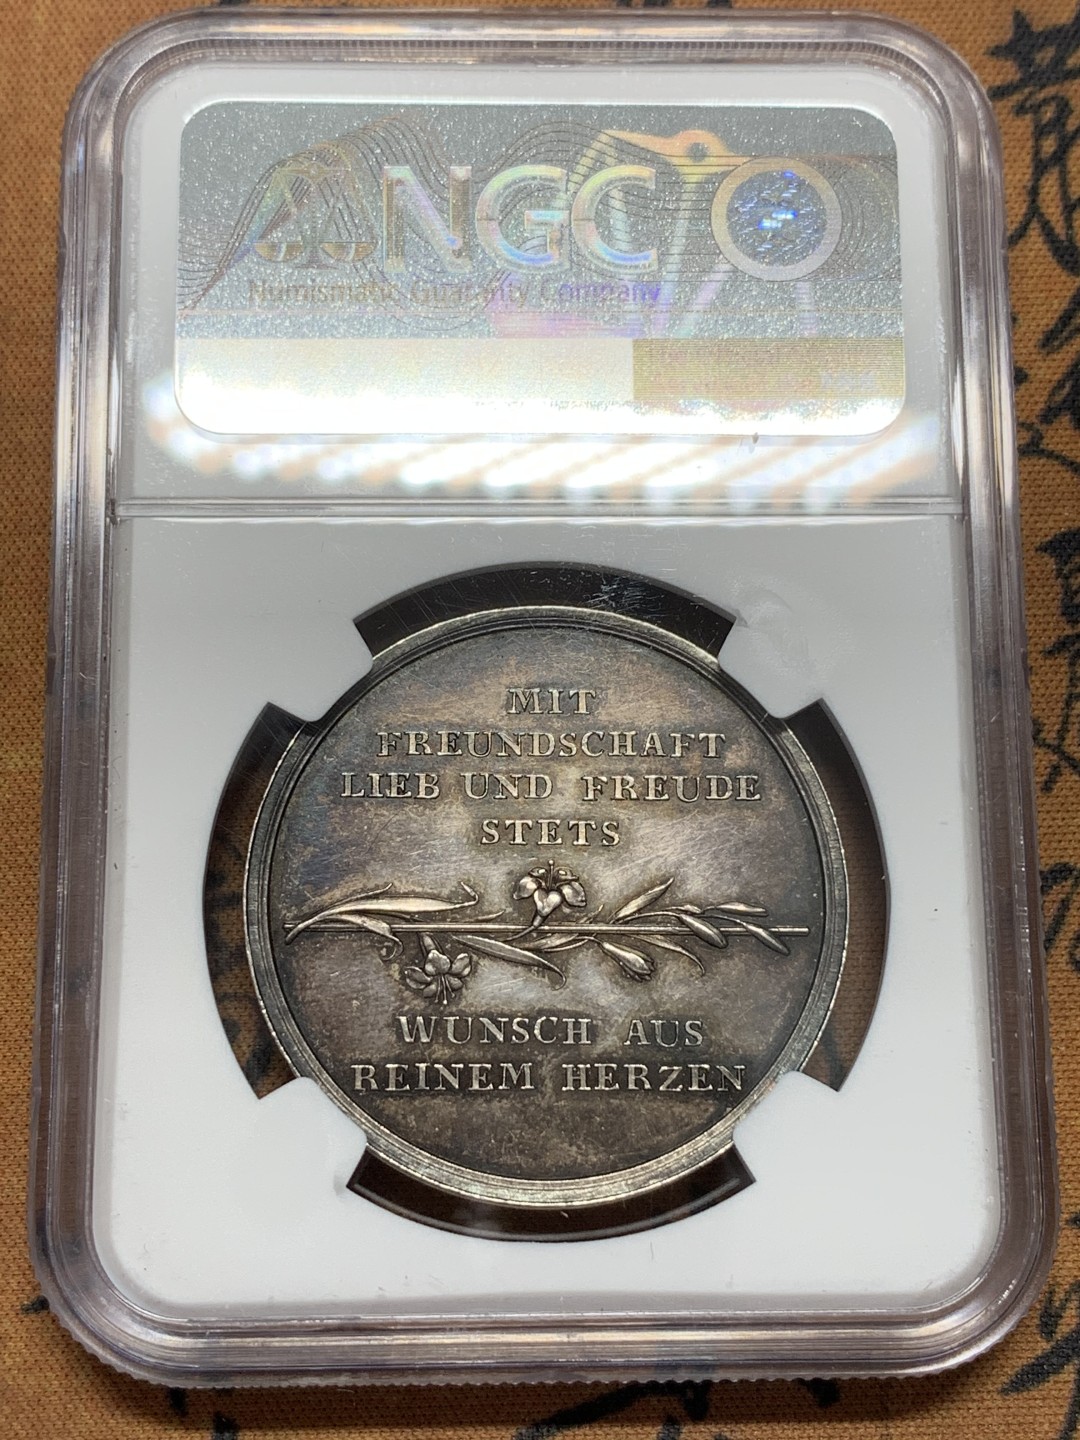 NGC
Numismatic Guaranty Company
MIT
FREUNDSCHAFT
LIEB UND FREUDE
STETS
WUNSCH AUS
REINEM HERZEN